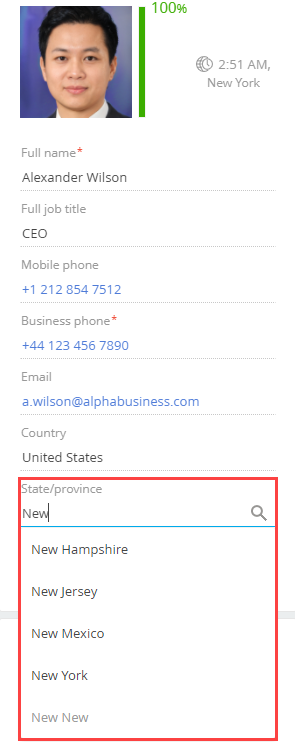 100%
2:51 AM,
New York
Full name*
Alexander Wilson
Full job title
CEO
Mobile phone
+1 212 854 7512
Business phone*
+44 123 456 7890
Email
a.wilson@alphabusiness.com
Country
United States
State/province
New
New Hampshire
New Jersey
New Mexico
New York
New New